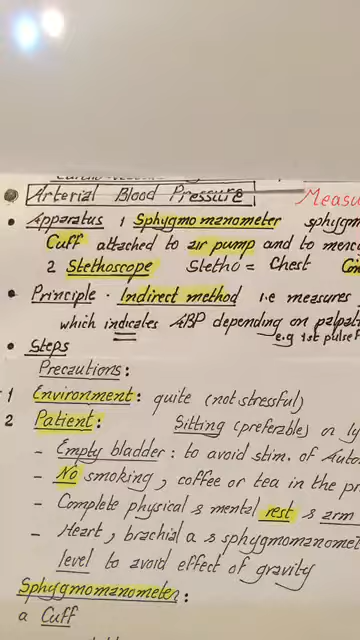 Arterial Blood Pressure Measu
• Apparatus 1 Sphygmomanometer sphygm
Cuff attached to air pump and to merc
2 Stethoscope Stetho = Chest
• Principle . Indirect method i.e measures
which indicates ABP depending on palpat
e.g 1st pulse
• Steps
Precautions:
1 Environment: quite (not stressful)
2 Patient: Sitting (preferable) or ly
- Empty bladder: to avoid stim. of Auto
- No smoking, coffee or tea in the pr
- Complete physical & mental rest & arm
- Heart, brachial a & sphygmomanomet
level to avoid effect of gravity
Sphygmomanometer:
a Cuff